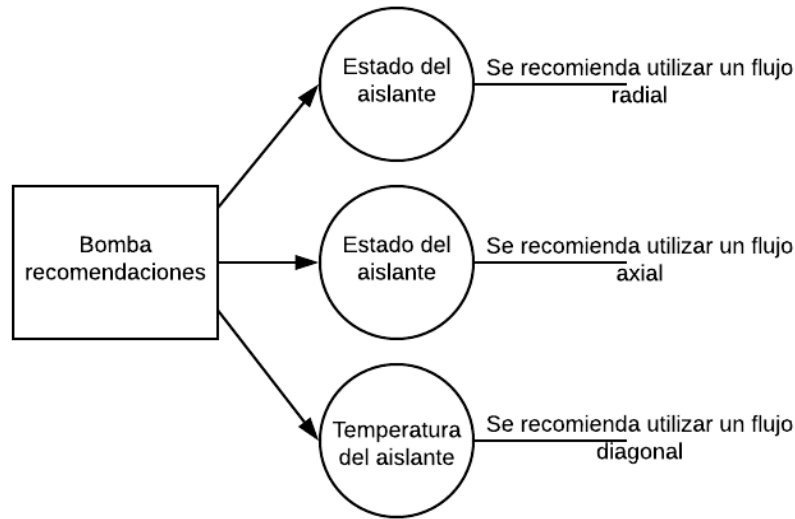 Bomba
recomendaciones
Estado del
aislante
Se recomienda utilizar un flujo
radial
Estado del
aislante
Se recomienda utilizar un flujo
axial
Temperatura
del aislante
Se recomienda utilizar un flujo
diagonal